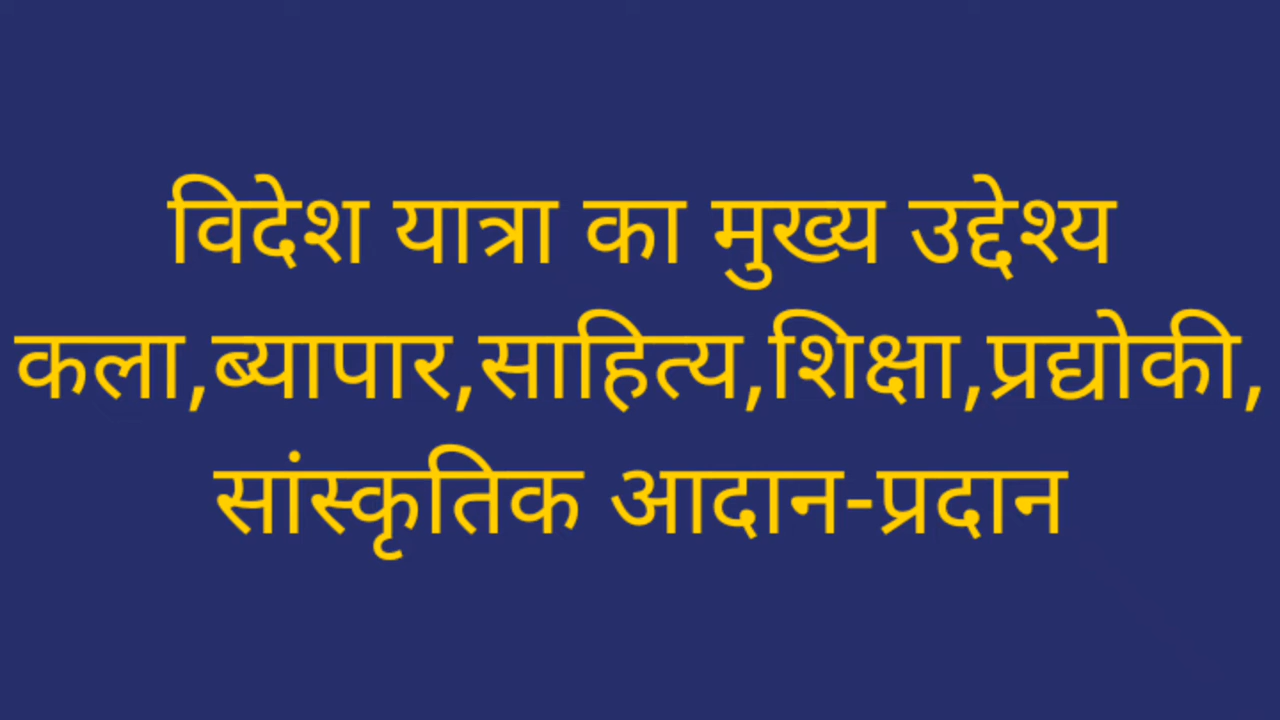 विदेश यात्रा का मुख्य उद्देश्य
कला,ब्यापार,साहित्य,शिक्षा,प्रद्योकी,
सांस्कृतिक आदान-प्रदान